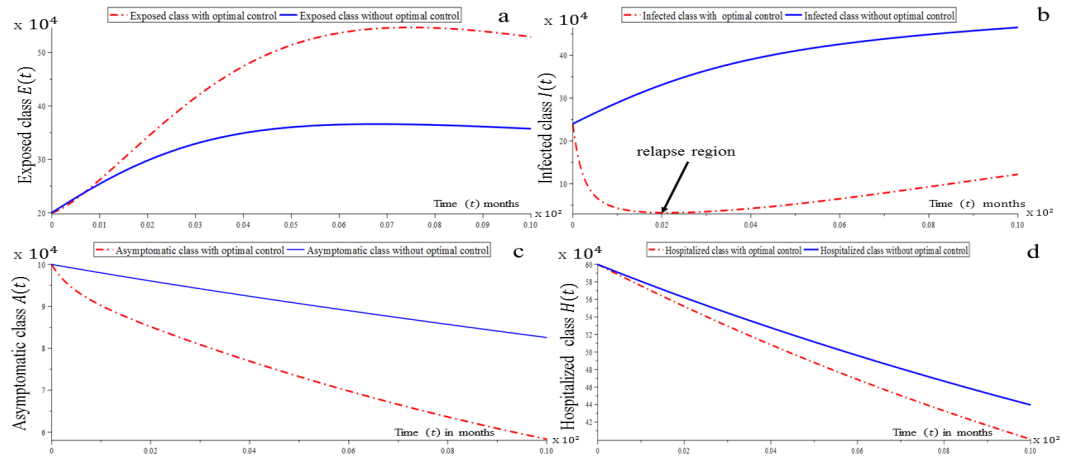 x 10⁴
Exposed class with optimal control Exposed class without optimal control
a
Exposed class E(t)
50
40
30
20
0 0.01 0.02 0.03 0.04 0.05 0.06 0.07 0.08 0.09 0.10
Time (t) months
x 10²
x 10⁴
Infected class with optimal control Infected class without optimal control
b
Infected class I(t)
40
30
20
10
relapse region
0 0.02 0.04 0.06 0.08 0.10
Time (t) months
x 10²
x 10⁴
Asymptomatic class with optimal control Asymptomatic class without optimal control
c
Asymptomatic class A(t)
10
9
8
7
6
0 0.02 0.04 0.06 0.08 0.10
Time (t) in months
x 10²
x 10⁴
Hospitalized class with optimal control Hospitalized class without optimal control
d
Hospitalized class H(t)
60
58
56
54
52
50
48
46
44
42
0 0.02 0.04 0.06 0.08 0.10
Time (t) in months
x 10²